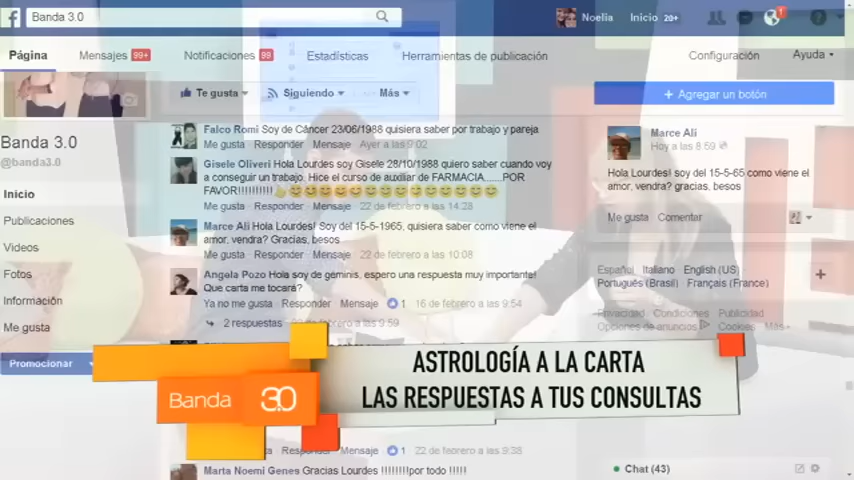 Banda 3.0
Noelia Inicio 20+ 1
Página Mensajes 99+ Notificaciones 99 Estadísticas Herramientas de publicación Configuración Ayuda
Te gusta Siguiendo Más
+ Agregar un botón
Banda 3.0
@banda3.0
Inicio
Publicaciones
Videos
Fotos
Información
Me gusta
Promocionar
Falco Romi Soy de Cáncer 23/06/1988 quisiera saber por trabajo y pareja
Me gusta Responder Mensaje Ayer a las 9:02
Gisele Oliveri Hola Lourdes soy Gisele 28/10/1988 quiero saber cuando voy
a conseguir un trabajo. Hice el curso de auxiliar de FARMACIA.......POR
FAVOR!!!!!!!!!!
Me gusta Responder Mensaje 22 de febrero a las 14:28
Marce Ali Hola Lourdes! Soy del 15-5-1965, quisiera saber como viene el
amor, vendra? Gracias, besos
Me gusta Responder Mensaje 22 de febrero a las 10:08
Angela Pozo Hola soy de geminis, espero una respuesta muy importante!
Que carta me tocará?
Ya no me gusta Responder Mensaje 1 16 de febrero a las 9:54
2 respuestas a las 9:59
Marce Ali
Hoy a las 8:59
Hola Lourdes! soy del 15-5-65 como viene el
amor, vendra? gracias, besos
Me gusta Comentar
Español Italiano English (US)
Português (Brasil) Français (France)
+
Privacidad Condiciones Publicidad
Opciones de anuncios Cookies Más
ASTROLOGÍA A LA CARTA
LAS RESPUESTAS A TUS CONSULTAS
Banda 3.0
Responder Mensaje 1 22 de febrero a las 9:38
Marta Noemi Genes Gracias Lourdes !!!!!!!!por todo !!!!!
Chat (43)